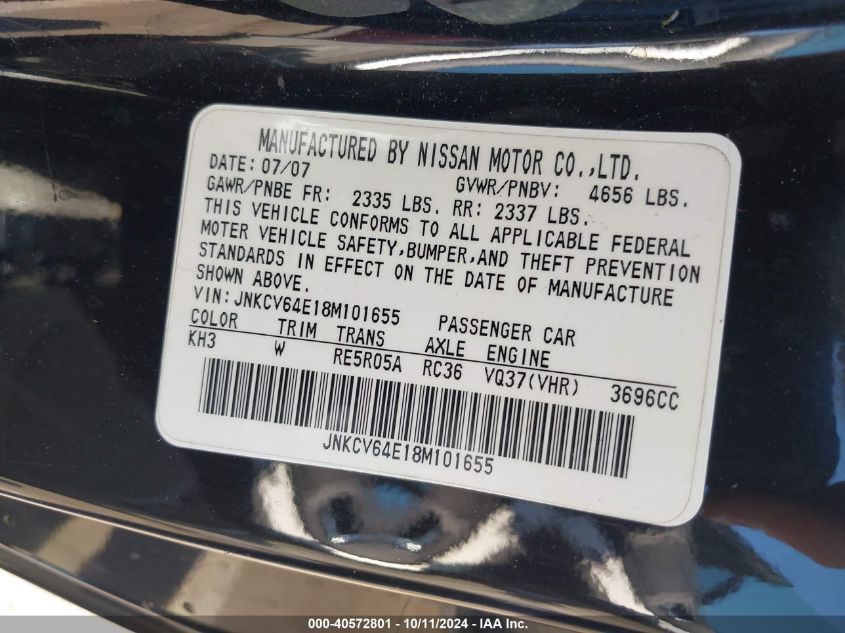 MANUFACTURED BY NISSAN MOTOR CO.,LTD.
DATE: 07/07 GVWR/PNBV: 4656 LBS.
GAWR/PNBE FR: 2335 LBS. RR: 2337 LBS.
THIS VEHICLE CONFORMS TO ALL APPLICABLE FEDERAL
MOTER VEHICLE SAFETY,BUMPER,AND THEFT PREVENTION
STANDARDS IN EFFECT ON THE DATE OF MANUFACTURE
SHOWN ABOVE.
VIN: JNKCV64E18M101655 PASSENGER CAR
COLOR TRIM TRANS AXLE ENGINE
KH3 W RE5R05A RC36 VQ37(VHR) 3696CC
JNKCV64E18M101655
000-40572801 - 10/11/2024 - IAA Inc.